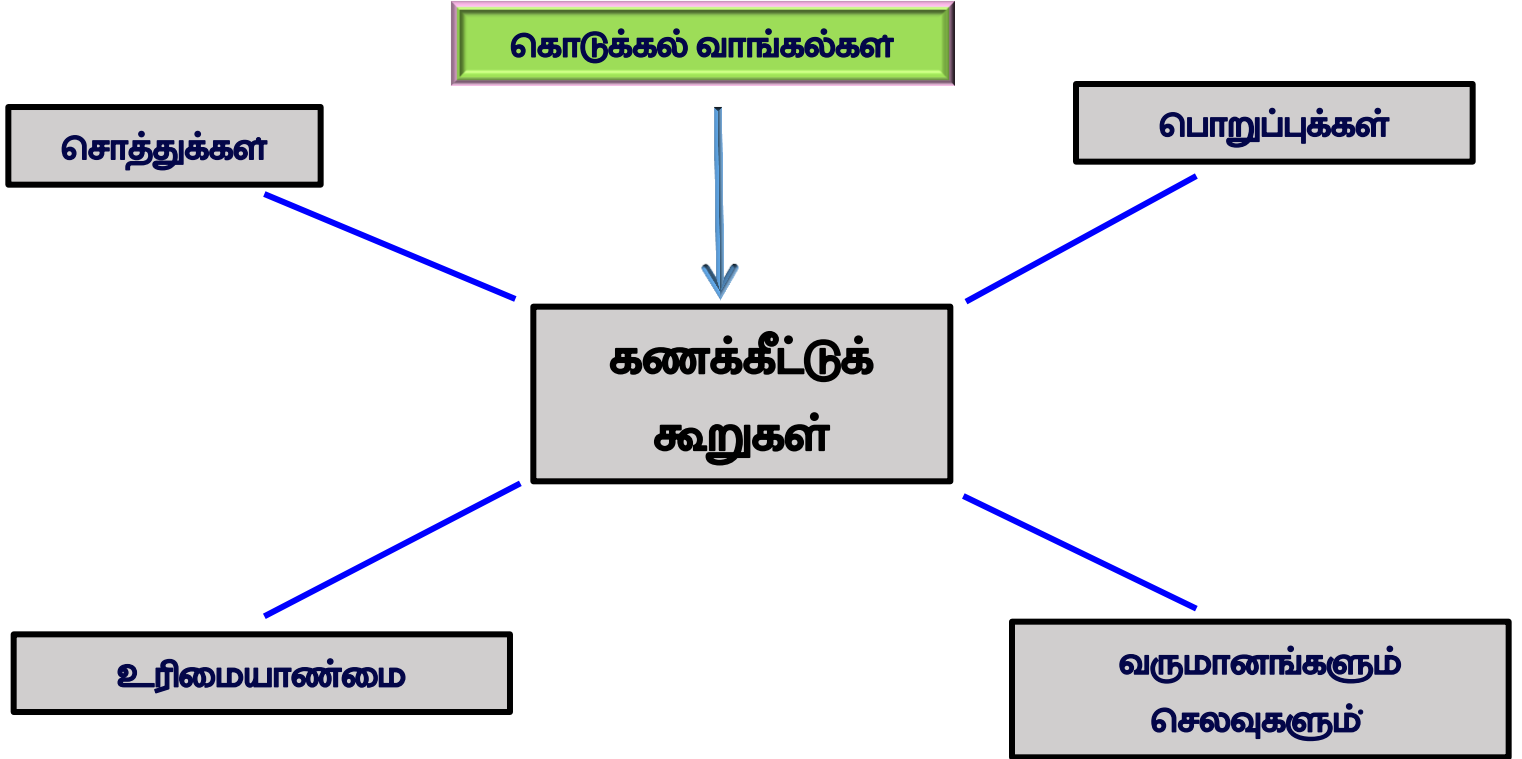 கொடுக்கல் வாங்கல்கள்
சொத்துக்கள்
பொறுப்புக்கள்
கணக்கீட்டுக்
கூறுகள்
உரிமையாண்மை
வருமானங்களும்
செலவுகளும்